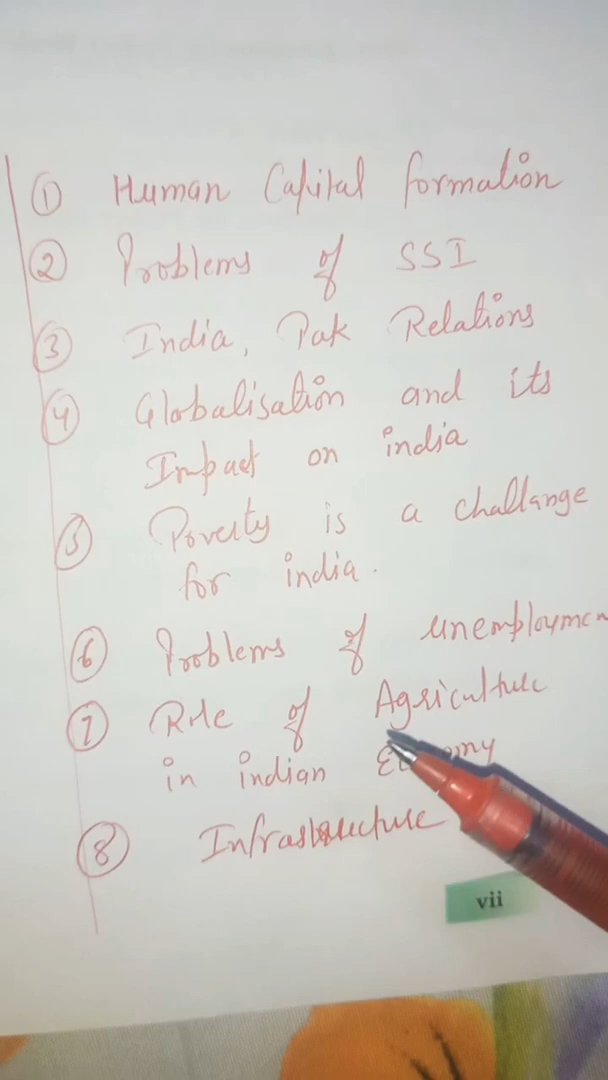 ① Human Capital formation
② Problems of SSI
③ India, Pak Relations
④ Globalisation and its
Impact on india
⑤ Poverty is a challange
for india.
⑥ Problems of unemploymen
⑦ Role of Agriculture
in indian
⑧ Infrastructure
vii